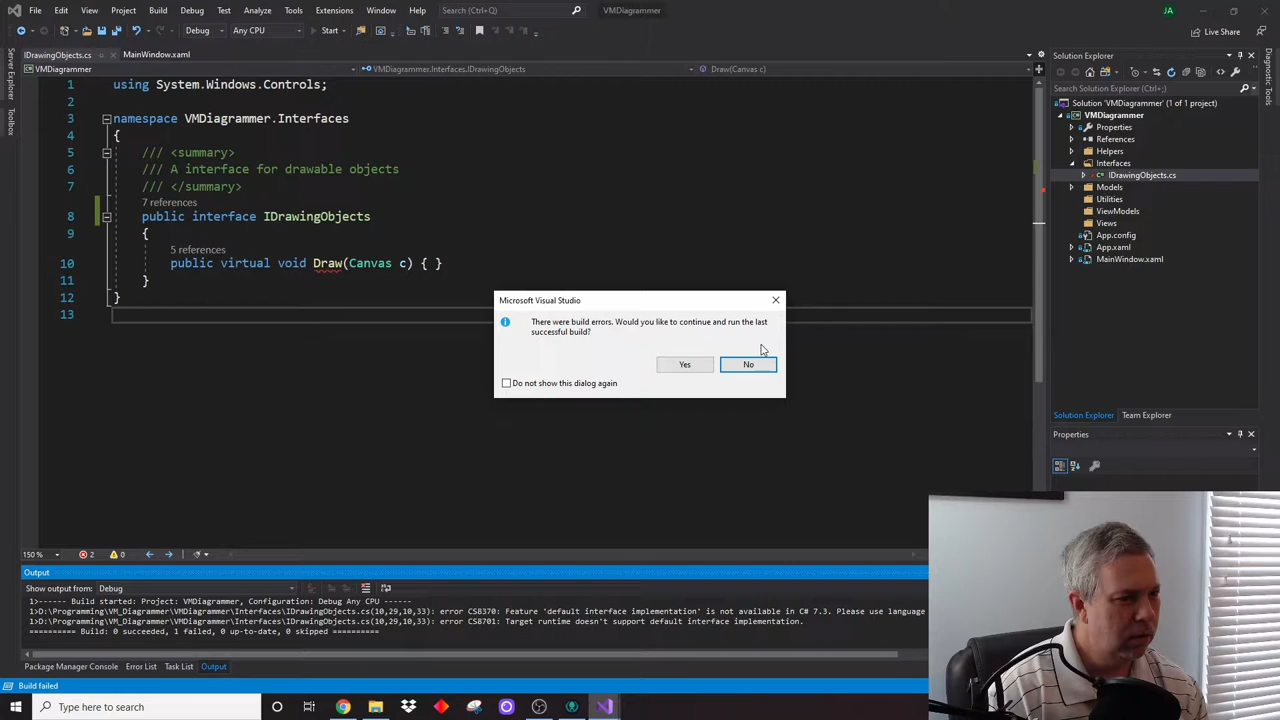 File Edit View Project Build Debug Test Analyze Tools Extensions Window Help Search (Ctrl+Q) VMDiagrammer JA
Debug Any CPU Start Live Share
IDrawingObjects.cs MainWindow.xaml
VMDiagrammer VMDiagrammer.Interfaces.IDrawingObjects Draw(Canvas c)
Server Explorer
Toolbox
1 using System.Windows.Controls;
2
3 namespace VMDiagrammer.Interfaces
4 {
5 /// <summary>
6 /// A interface for drawable objects
7 /// </summary>
7 references
8 public interface IDrawingObjects
9 {
5 references
10 public virtual void Draw(Canvas c) { }
11 }
12 }
13
Microsoft Visual Studio
There were build errors. Would you like to continue and run the last
successful build?
Yes No
Do not show this dialog again
Solution Explorer
Search Solution Explorer (Ctrl+;)
Solution 'VMDiagrammer' (1 of 1 project)
VMDiagrammer
Properties
References
Helpers
Interfaces
IDrawingObjects.cs
Models
Utilities
ViewModels
Views
App.config
App.xaml
MainWindow.xaml
Solution Explorer Team Explorer
Properties
Diagnostic Tools
150 % 2 0
Output
Show output from: Debug
1>------ Build started: Project: VMDiagrammer, Configuration: Debug Any CPU ------
1>D:\Programming\VM_Diagrammer\VMDiagrammer\Interfaces\IDrawingObjects.cs(10,29,10,33): error CS8370: Feature 'default interface implementation' is not available in C# 7.3. Please use language
1>D:\Programming\VM_Diagrammer\VMDiagrammer\Interfaces\IDrawingObjects.cs(10,29,10,33): error CS8701: Target runtime doesn't support default interface implementation.
========== Build: 0 succeeded, 1 failed, 0 up-to-date, 0 skipped ==========
Package Manager Console Error List Task List Output
Build failed
Type here to search